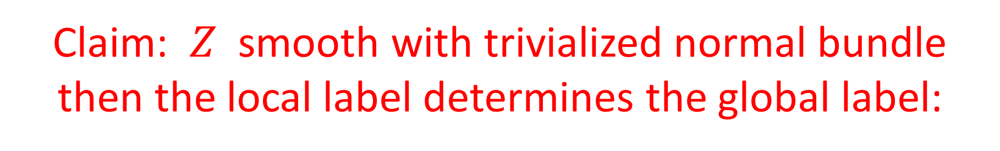 Claim: Z smooth with trivialized normal bundle
then the local label determines the global label: